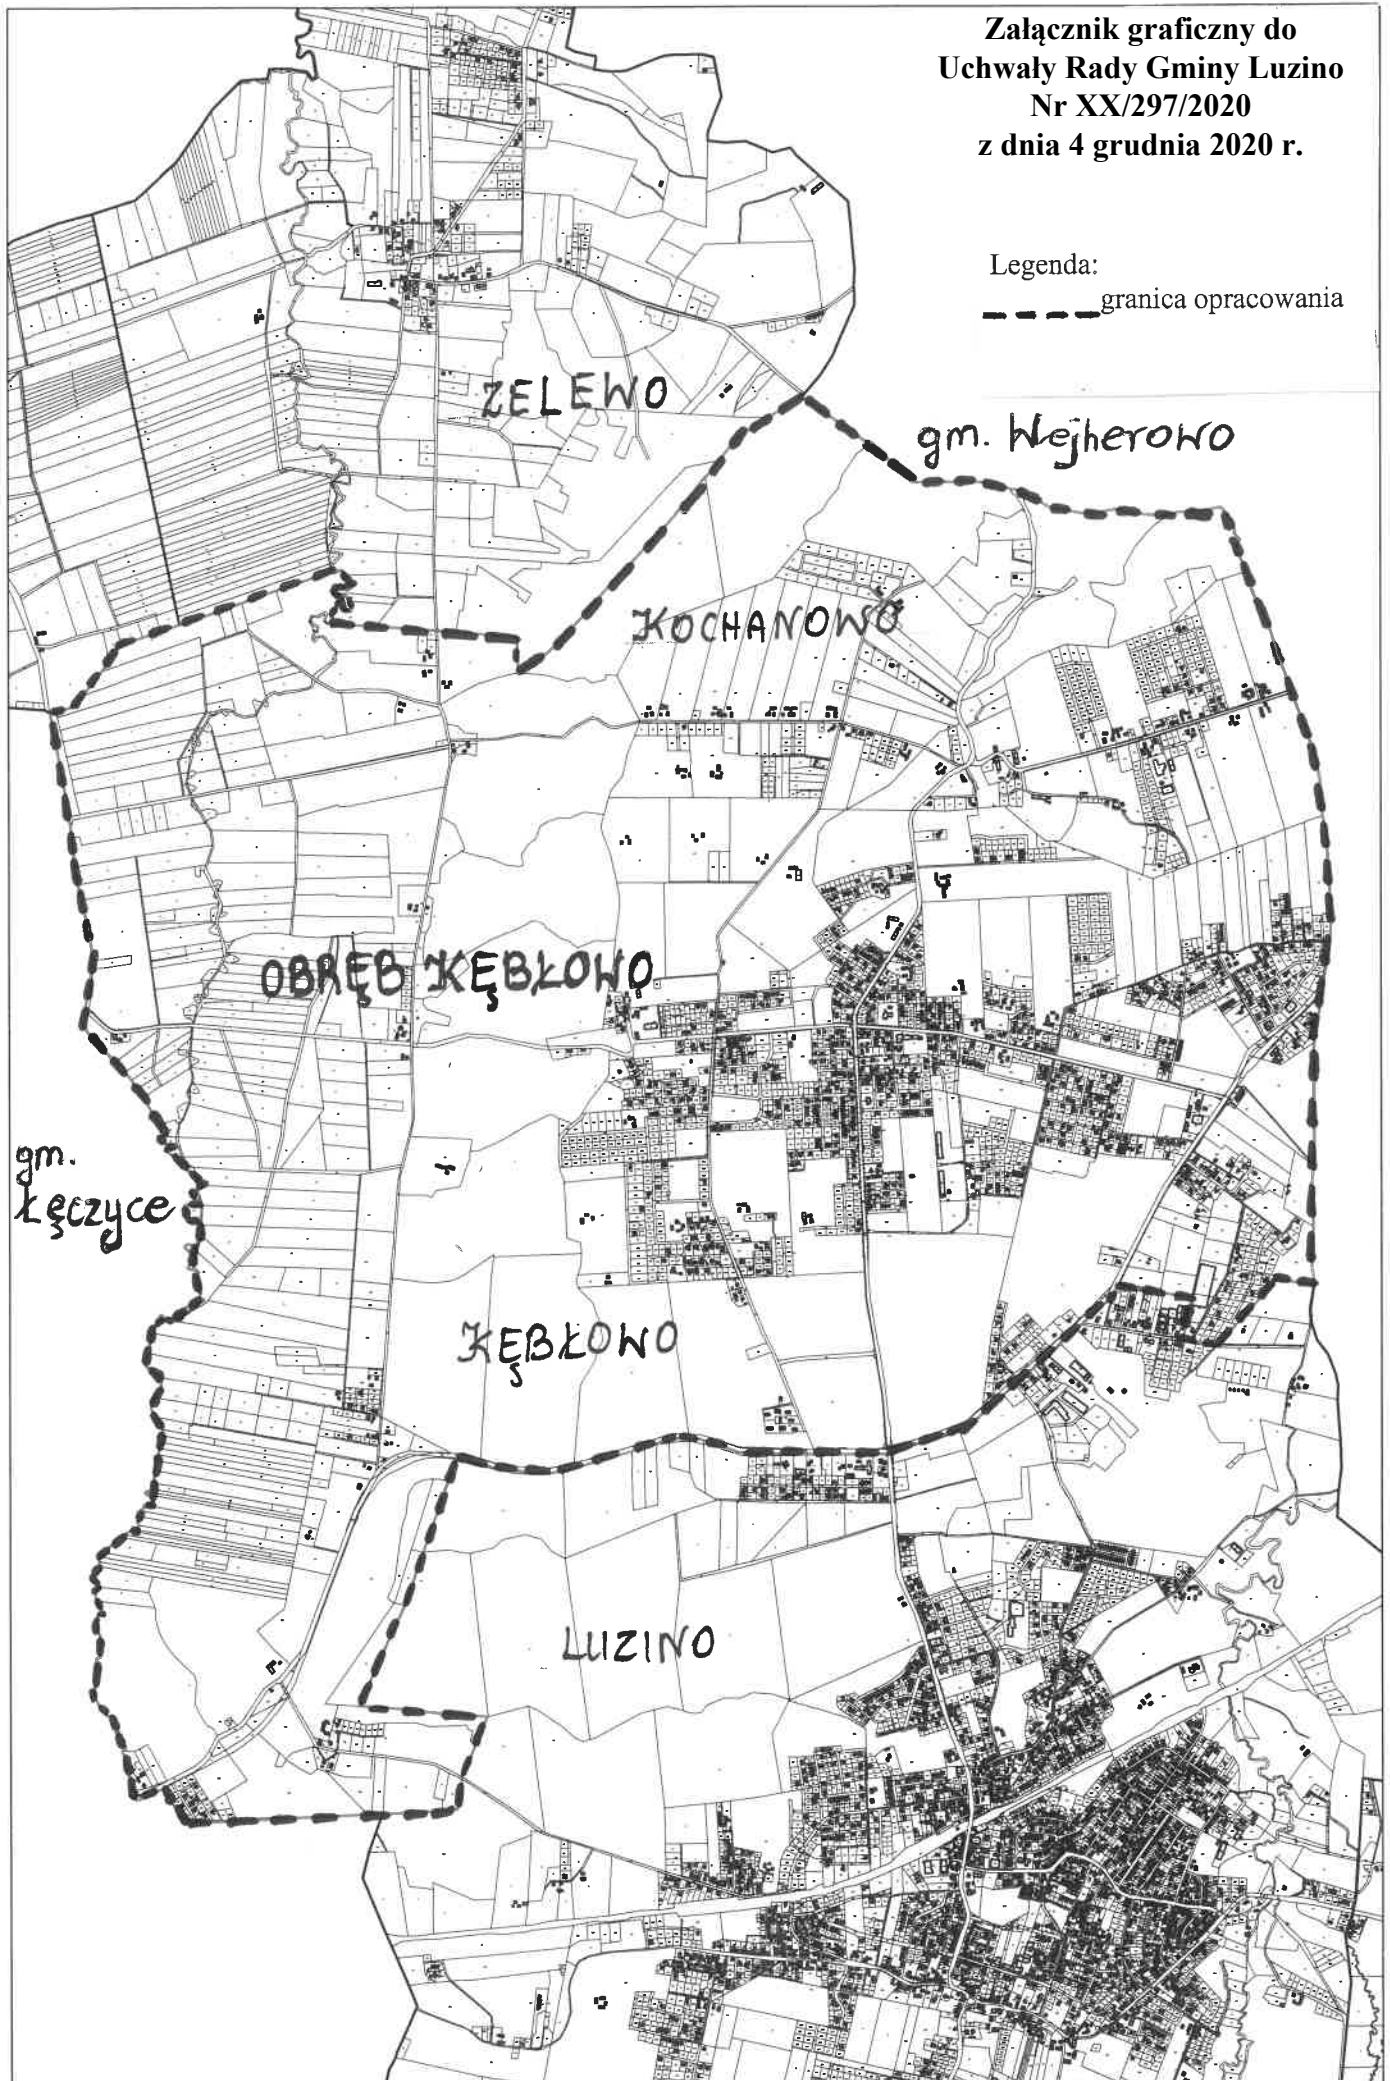 Załącznik graficzny do
Uchwały Rady Gminy Luzino
Nr XX/297/2020
z dnia 4 grudnia 2020 r.
Legenda:
granica opracowania
ZELEWO
gm. Wejherowo
KOCHANOWO
OBRĘB KĘBŁOWO
gm.
Łęczyce
KĘBŁOWO
LUZINO